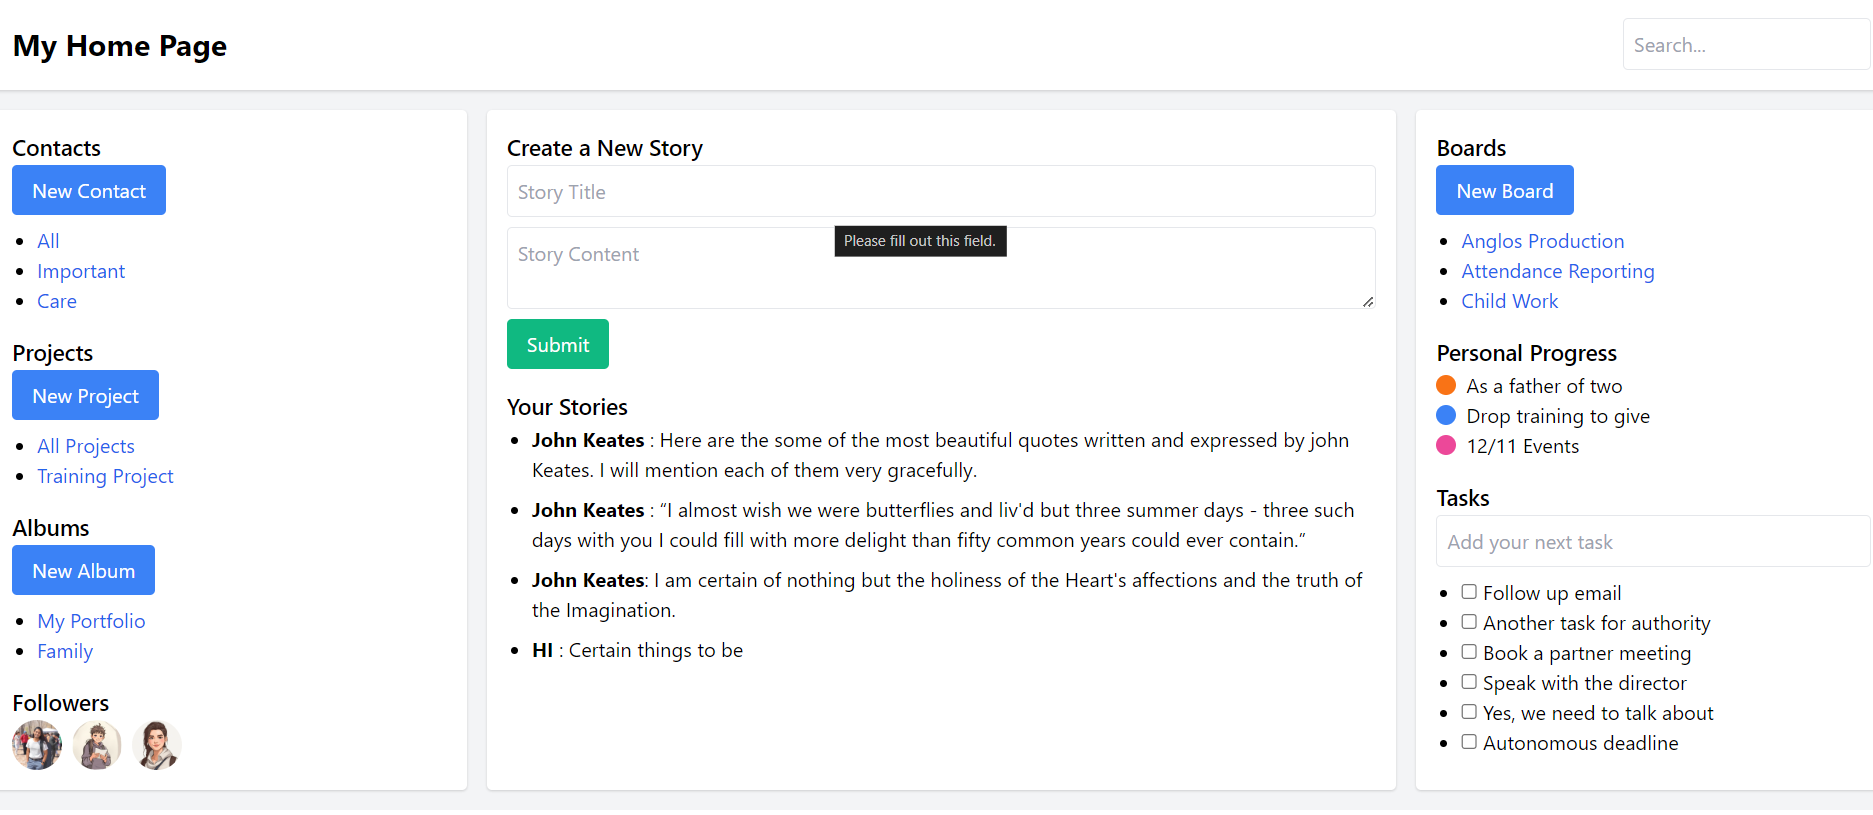 My Home Page
Search...
Contacts
New Contact
All
Important
Care
Projects
New Project
All Projects
Training Project
Albums
New Album
My Portfolio
Family
Followers
Create a New Story
Story Title
Please fill out this field.
Story Content
Submit
Your Stories
John Keates : Here are the some of the most beautiful quotes written and expressed by john
Keates. I will mention each of them very gracefully.
John Keates : “I almost wish we were butterflies and liv'd but three summer days - three such
days with you I could fill with more delight than fifty common years could ever contain.”
John Keates: I am certain of nothing but the holiness of the Heart's affections and the truth of
the Imagination.
HI : Certain things to be
Boards
New Board
Anglos Production
Attendance Reporting
Child Work
Personal Progress
As a father of two
Drop training to give
12/11 Events
Tasks
Add your next task
Follow up email
Another task for authority
Book a partner meeting
Speak with the director
Yes, we need to talk about
Autonomous deadline